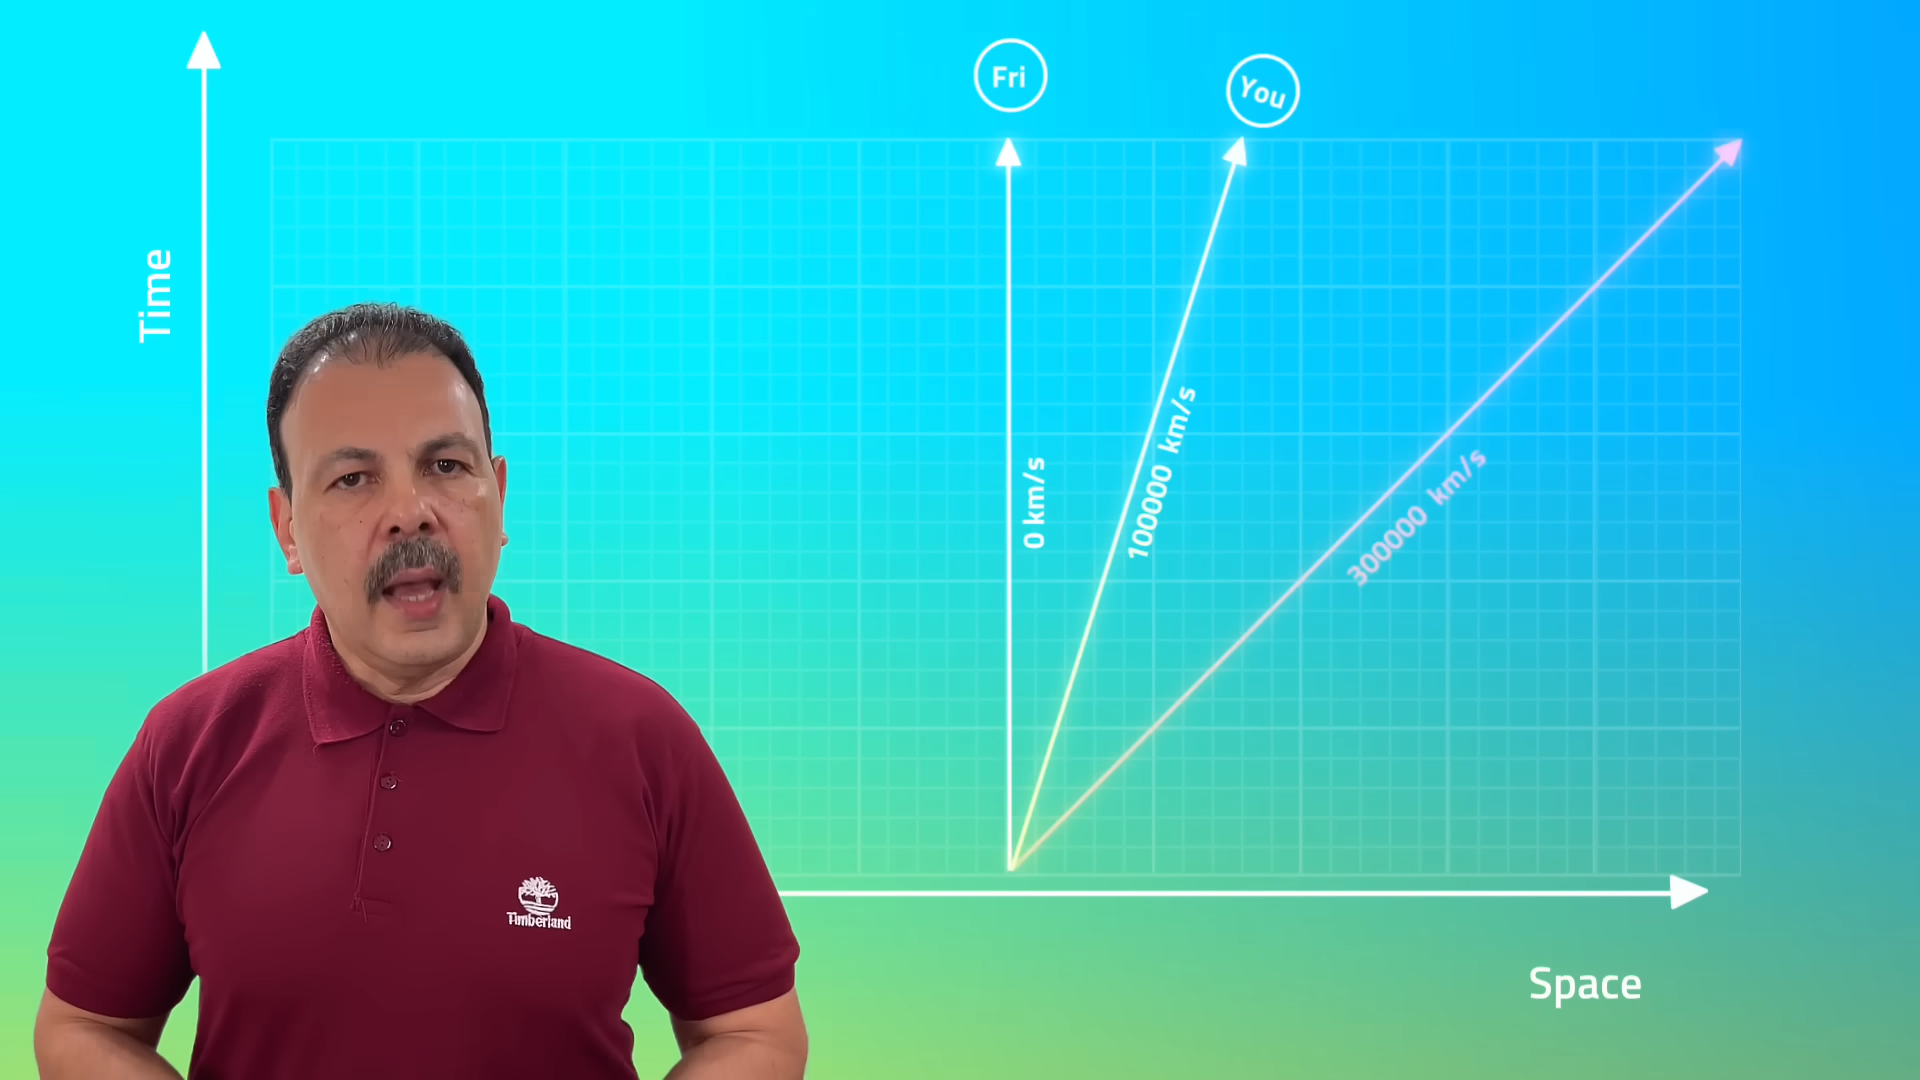 Fri
You
Time
0 km/s
100000 km/s
300000 km/s
Timberland
Space